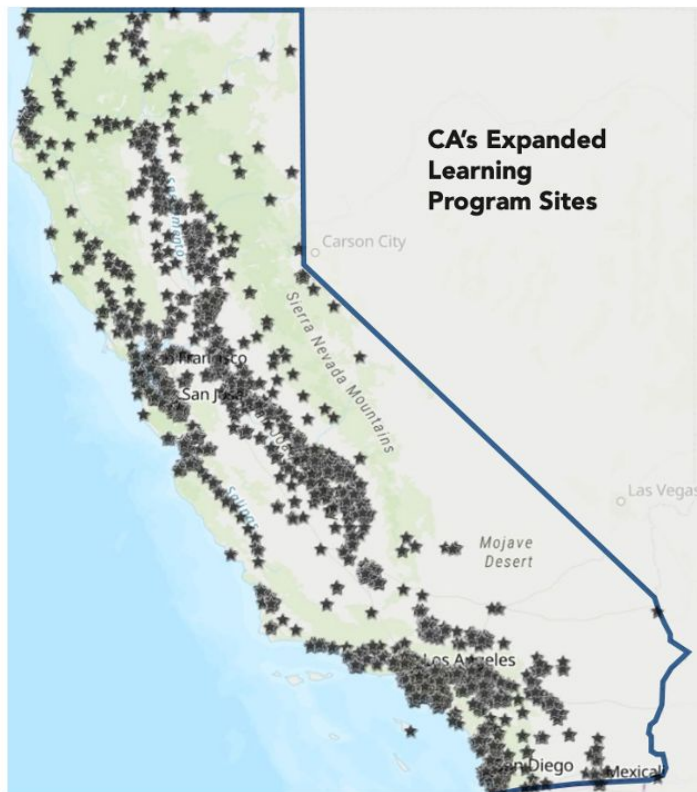 CA's Expanded
Learning
Program Sites
Carson City
Sierra Nevada Mountains
Francisco
San Jose
Salinas
Las Vegas
Mojave
Desert
Los Angeles
San Diego
Mexicali